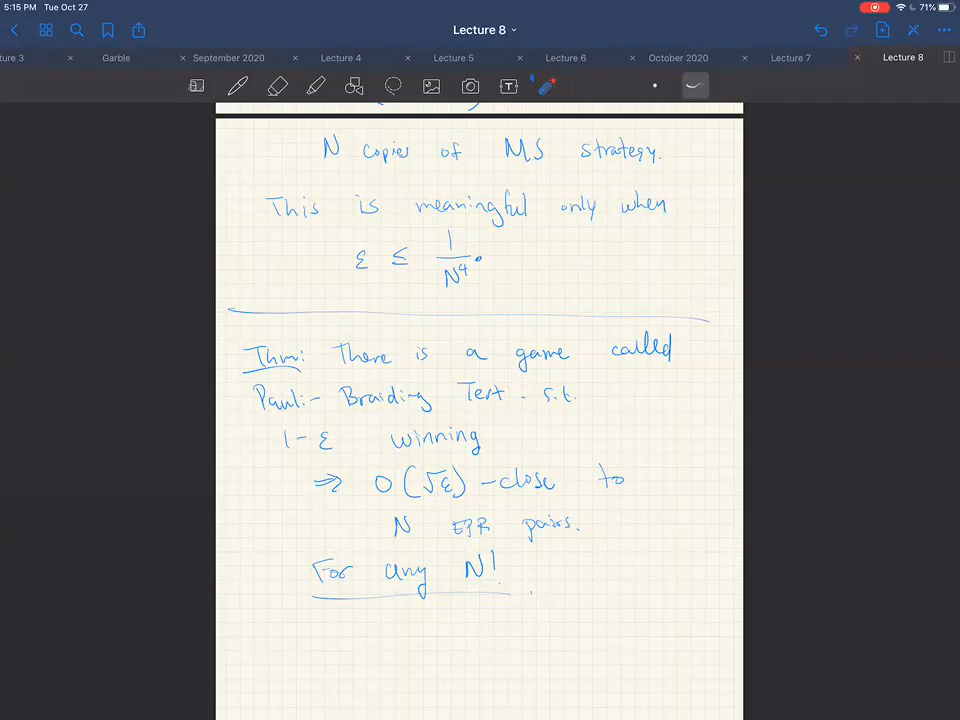 5:15 PM Tue Oct 27
71%
Lecture 8
ure 3
Garble
September 2020
Lecture 4
Lecture 5
Lecture 6
October 2020
Lecture 7
Lecture 8
N copies of MS strategy.
This is meaningful only when
ε ≤ 1/N⁴.
Thm: There is a game called
Pauli-Braiding Test. s.t.
1-ε winning
⇒ O(√ε)-close to
N EPR pairs.
For any N!